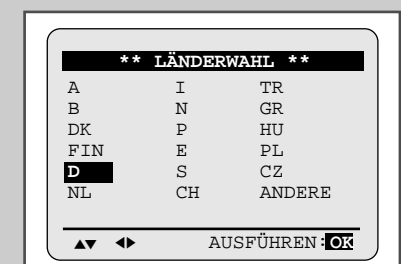 ** LÄNDERWAHL **
A I TR
B N GR
DK P HU
FIN E PL
D S CZ
NL CH ANDERE
▲▼ ◀▶ AUSFÜHREN:OK